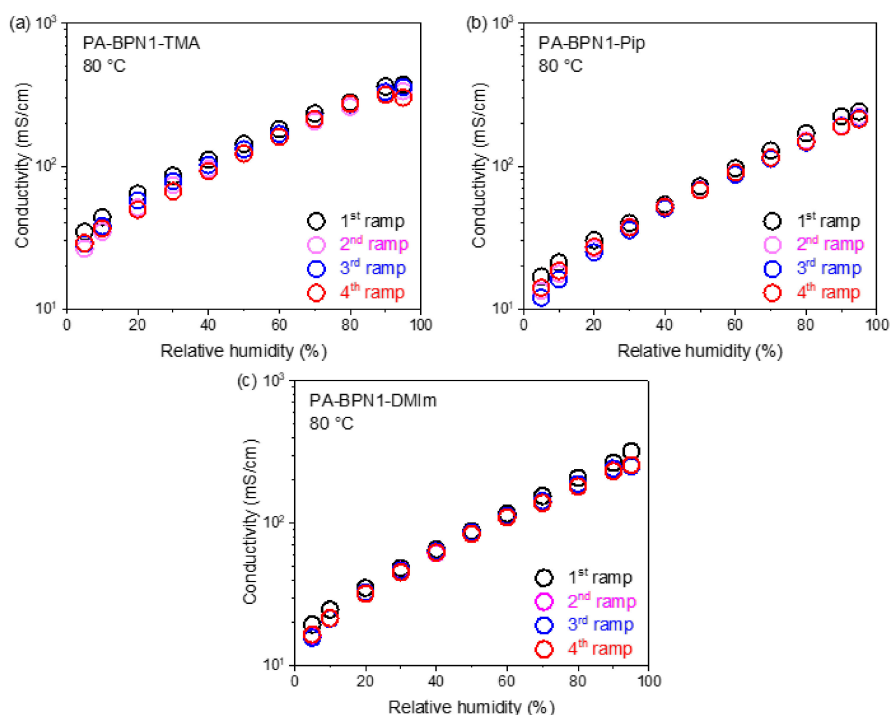 (a)
PA-BPN1-TMA
80 °C
Conductivity (mS/cm)
10³
10²
10¹
1st ramp
2nd ramp
3rd ramp
4th ramp
0 20 40 60 80 100
Relative humidity (%)
(b)
PA-BPN1-Pip
80 °C
Conductivity (mS/cm)
10³
10²
10¹
1st ramp
2nd ramp
3rd ramp
4th ramp
0 20 40 60 80 100
Relative humidity (%)
(c)
PA-BPN1-DMIm
80 °C
Conductivity (mS/cm)
10³
10²
10¹
1st ramp
2nd ramp
3rd ramp
4th ramp
0 20 40 60 80 100
Relative humidity (%)